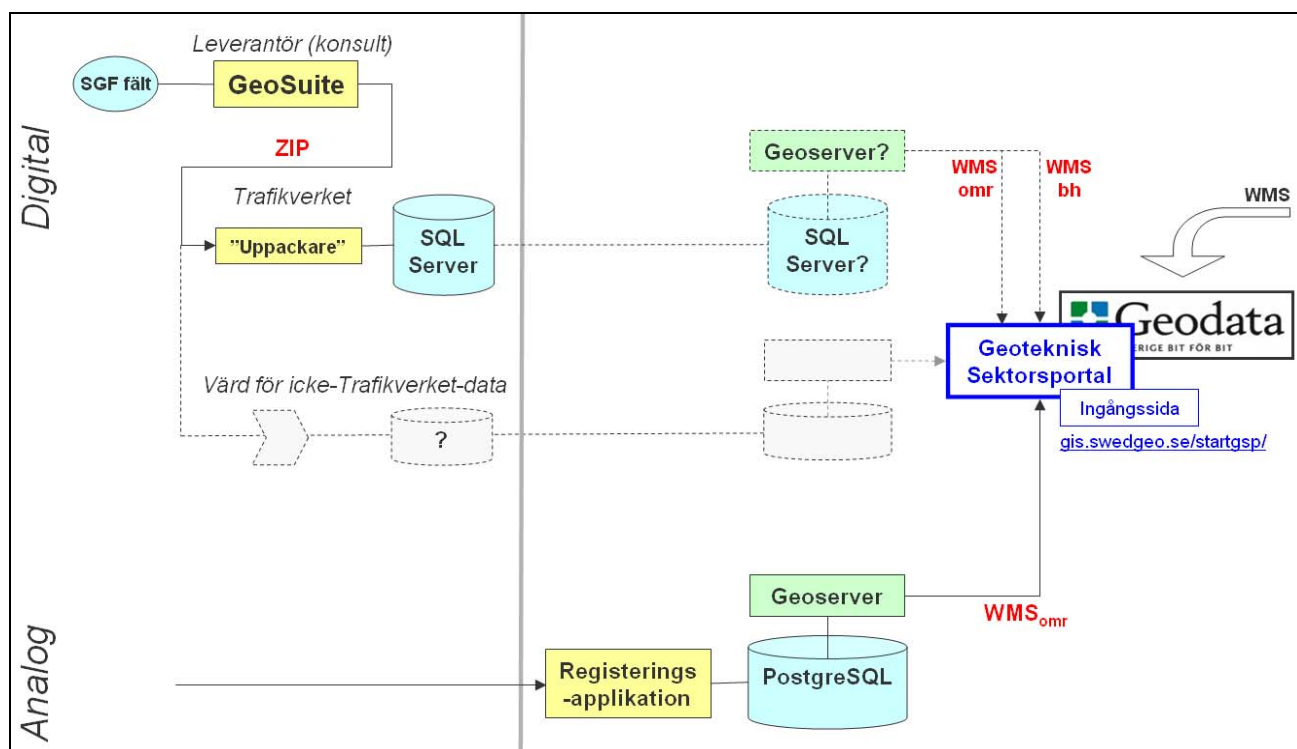 Digital
Leverantör (konsult)
SGF fält
GeoSuite
ZIP
Trafikverket
"Uppackare"
SQL
Server
Värd för icke-Trafikverket-data
?
Geoserver?
SQL
Server?
WMS
omr
WMS
bh
WMS
Geodata
ERIGE BIT FÖR BIT
Geoteknisk
Sektorsportal
Ingångssida
gis.swedgeo.se/startgsp/
Analog
Geoserver
WMSomr
Registerings
-applikation
PostgreSQL